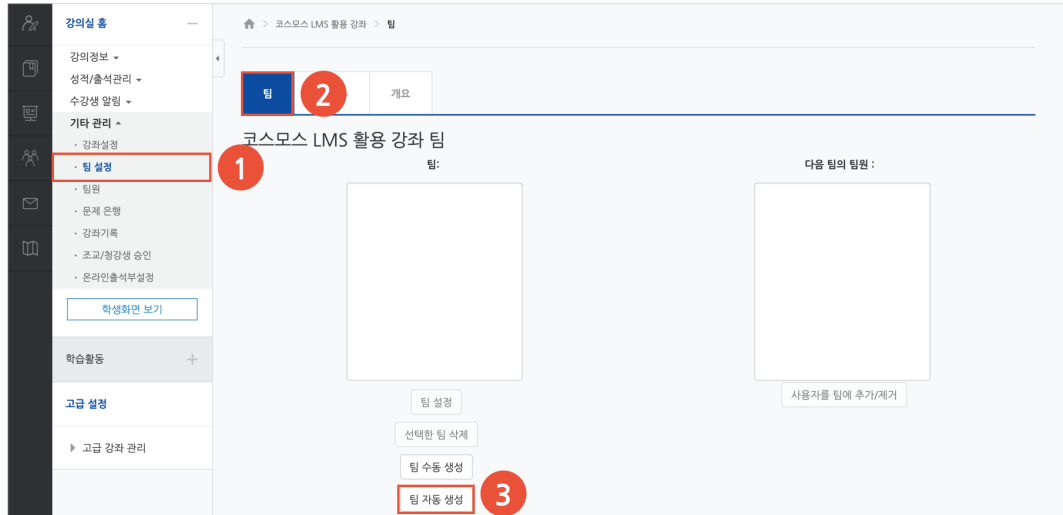 강의실 홈
강의정보
성적/출석관리
수강생 알림
기타 관리
· 강좌설정
· 팀 설정
· 팀원
· 문제 은행
· 강좌기록
· 조교/청강생 승인
· 온라인출석부설정
학생화면 보기
학습활동
고급 설정
고급 강좌 관리
1
코스모스 LMS 활용 강좌 > 팀
팀
2
개요
코스모스 LMS 활용 강좌 팀
팀:
다음 팀의 팀원 :
팀 설정
사용자를 팀에 추가/제거
선택한 팀 삭제
팀 수동 생성
팀 자동 생성
3